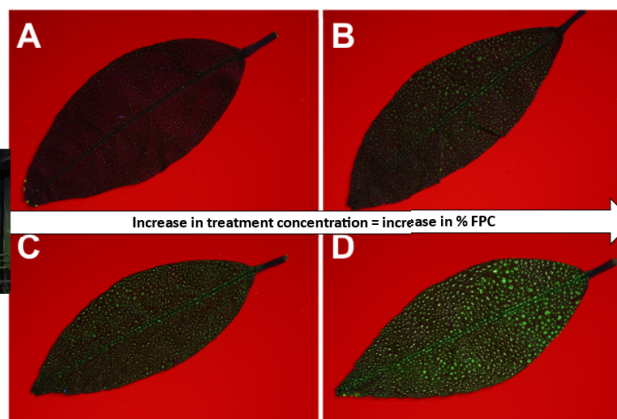 A
B
Increase in treatment concentration = increase in % FPC
C
D